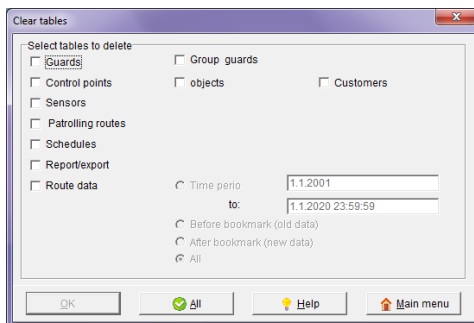 Clear tables
Select tables to delete
Guards Group guards
Control points objects Customers
Sensors
Patrolling routes
Schedules
Report/export
Route data Time perio 1.1.2001
to: 1.1.2020 23:59:59
Before bookmark (old data)
After bookmark (new data)
All
OK All Help Main menu